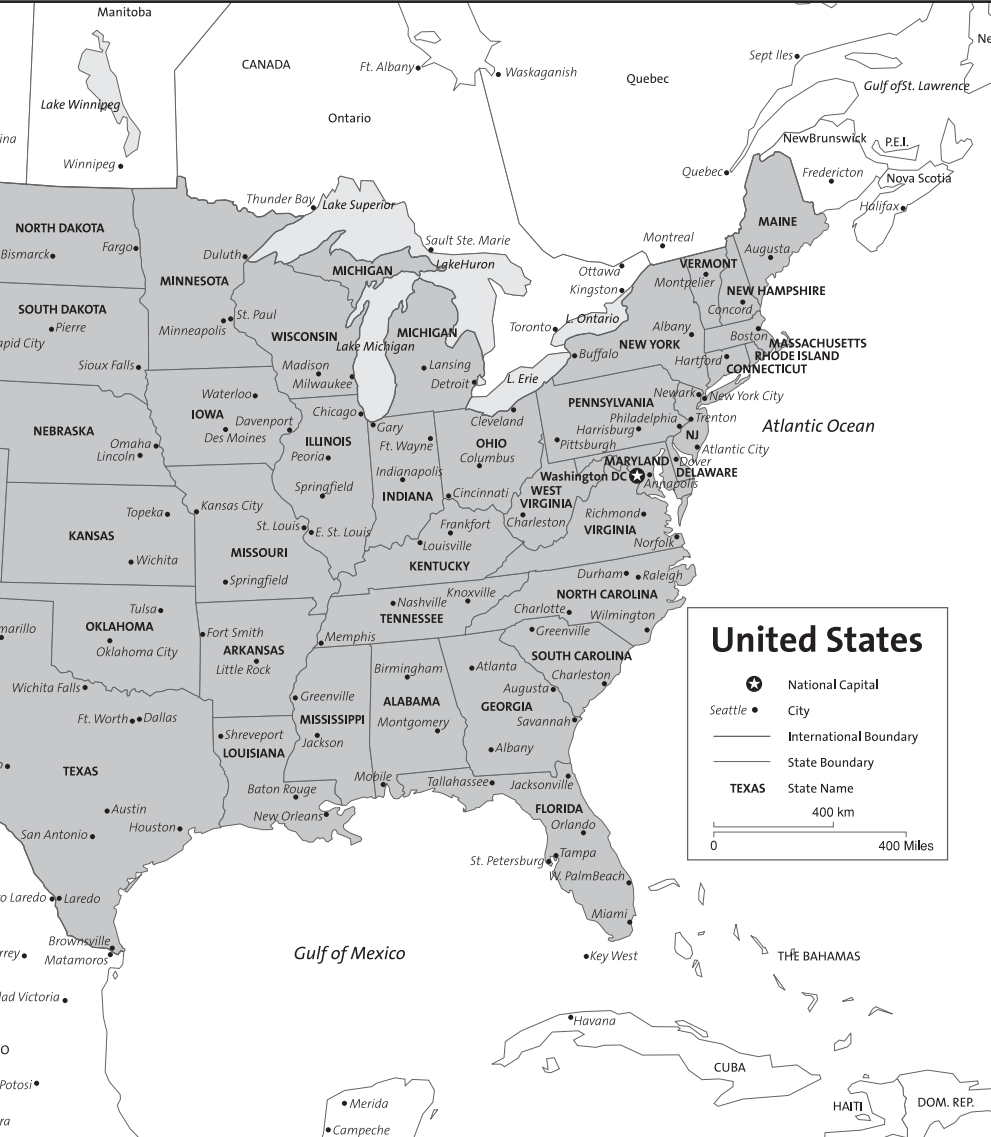 Manitoba
CANADA
Ft. Albany
Waskaganish
Quebec
Sept Iles
Gulf ofSt. Lawrence
Lake Winnipeg
Ontario
Winnipeg
NewBrunswick
P.E.I.
Quebec
Fredericton
Nova Scotia
Halifax
Thunder Bay
Lake Superior
Sault Ste. Marie
LakeHuron
Montreal
MAINE
Augusta
NORTH DAKOTA
Bismarck
Fargo
Duluth
MINNESOTA
MICHIGAN
Ottawa
Kingston
VERMONT
Montpelier
NEW HAMPSHIRE
Concord
SOUTH DAKOTA
Pierre
apid City
Minneapolis
St. Paul
WISCONSIN
Lake Michigan
MICHIGAN
Toronto
L. Ontario
Albany
NEW YORK
Boston
MASSACHUSETTS
RHODE ISLAND
CONNECTICUT
Hartford
Buffalo
Sioux Falls
Madison
Milwaukee
Lansing
Detroit
L. Erie
Waterloo
IOWA
Davenport
Des Moines
Chicago
Gary
Ft. Wayne
Cleveland
PENNSYLVANIA
Newark
New York City
Philadelphia
Trenton
Harrisburg
Pittsburgh
NJ
Atlantic City
Atlantic Ocean
NEBRASKA
Omaha
Lincoln
ILLINOIS
Peoria
OHIO
Columbus
Indianapolis
INDIANA
Cincinnati
MARYLAND
Dover
DELAWARE
Washington DC
Annapolis
WEST
VIRGINIA
Charleston
Richmond
VIRGINIA
Norfolk
Springfield
Kansas City
Topeka
St. Louis
E. St. Louis
Frankfort
Louisville
KANSAS
MISSOURI
KENTUCKY
Wichita
Springfield
Durham
Raleigh
NORTH CAROLINA
Charlotte
Wilmington
Knoxville
Nashville
TENNESSEE
Tulsa
OKLAHOMA
Oklahoma City
marillo
Fort Smith
ARKANSAS
Little Rock
Memphis
Greenville
SOUTH CAROLINA
Charleston
Birmingham
Atlanta
Augusta
Wichita Falls
Greenville
ALABAMA
GEORGIA
Ft. Worth
Dallas
MISSISSIPPI
Montgomery
Savannah
Shreveport
Jackson
LOUISIANA
Albany
TEXAS
Mobile
Tallahassee
Jacksonville
Baton Rouge
Austin
New Orleans
FLORIDA
San Antonio
Houston
Orlando
Tampa
St. Petersburg
W. PalmBeach
o Laredo
Laredo
Miami
Brownsville
Matamoros
rrey
Gulf of Mexico
Key West
THE BAHAMAS
dad Victoria
Havana
O
CUBA
Potosi
HAITI
DOM. REP.
Merida
Campeche
ra
ina
Ne
United States
National Capital
Seattle
City
International Boundary
State Boundary
TEXAS
State Name
400 km
0
400 Miles